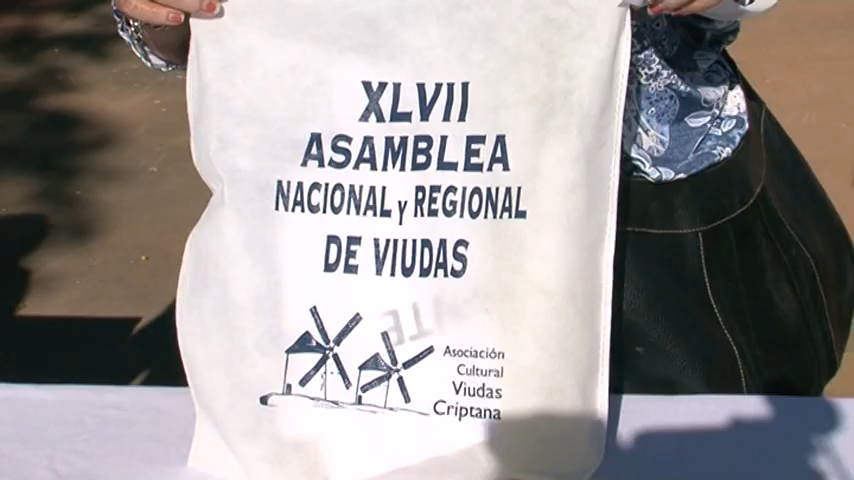 XLVII
ASAMBLEA
NACIONAL y REGIONAL
DE VIUDAS
Asociación
Cultural
Viudas
Criptana